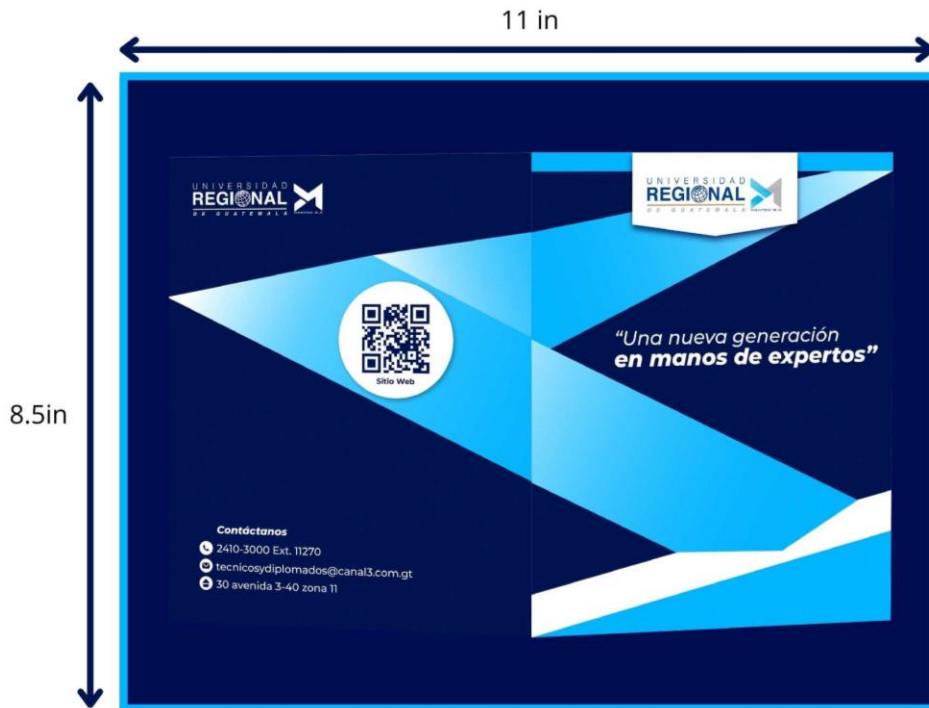 11 in
8.5in
UNIVERSIDAD
REGIONAL
DE GUATEMALA
UNIVERSIDAD
REGIONAL
DE GUATEMALA
“Una nueva generación
en manos de expertos”
Sitio Web
Contáctanos
2410-3000 Ext. 11270
tecnicosydiplomados@canal3.com.gt
30 avenida 3-40 zona 11